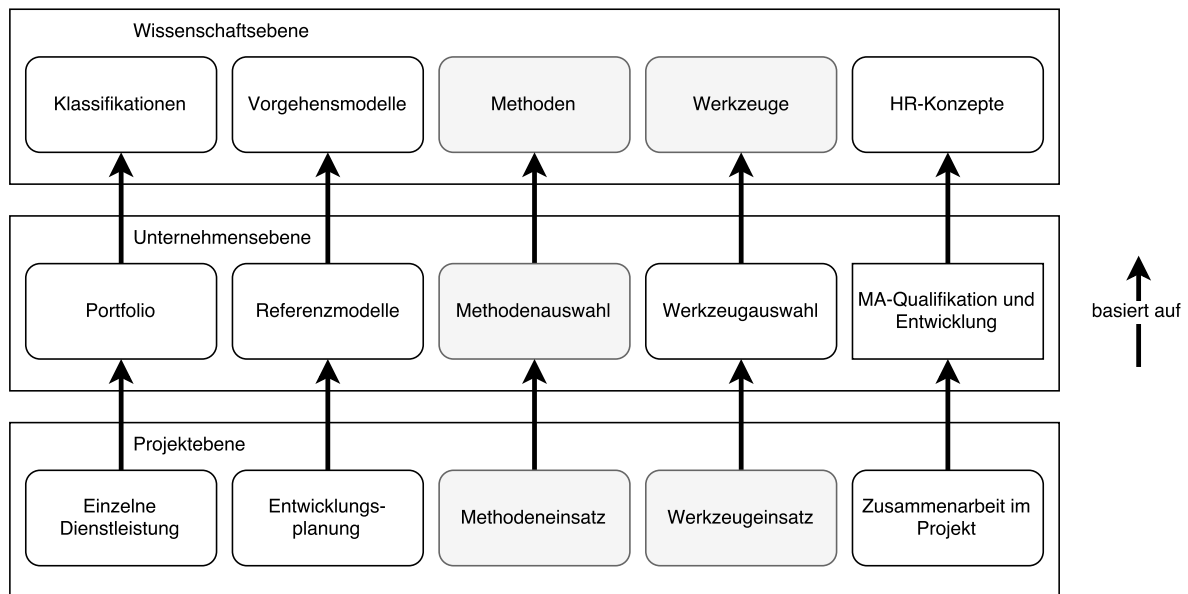 Wissenschaftsebene
Klassifikationen
Vorgehensmodelle
Methoden
Werkzeuge
HR-Konzepte
Unternehmensebene
Portfolio
Referenzmodelle
Methodenauswahl
Werkzeugauswahl
MA-Qualifikation und
Entwicklung
basiert auf
Projektebene
Einzelne
Dienstleistung
Entwicklungs-
planung
Methodeneinsatz
Werkzeugeinsatz
Zusammenarbeit im
Projekt